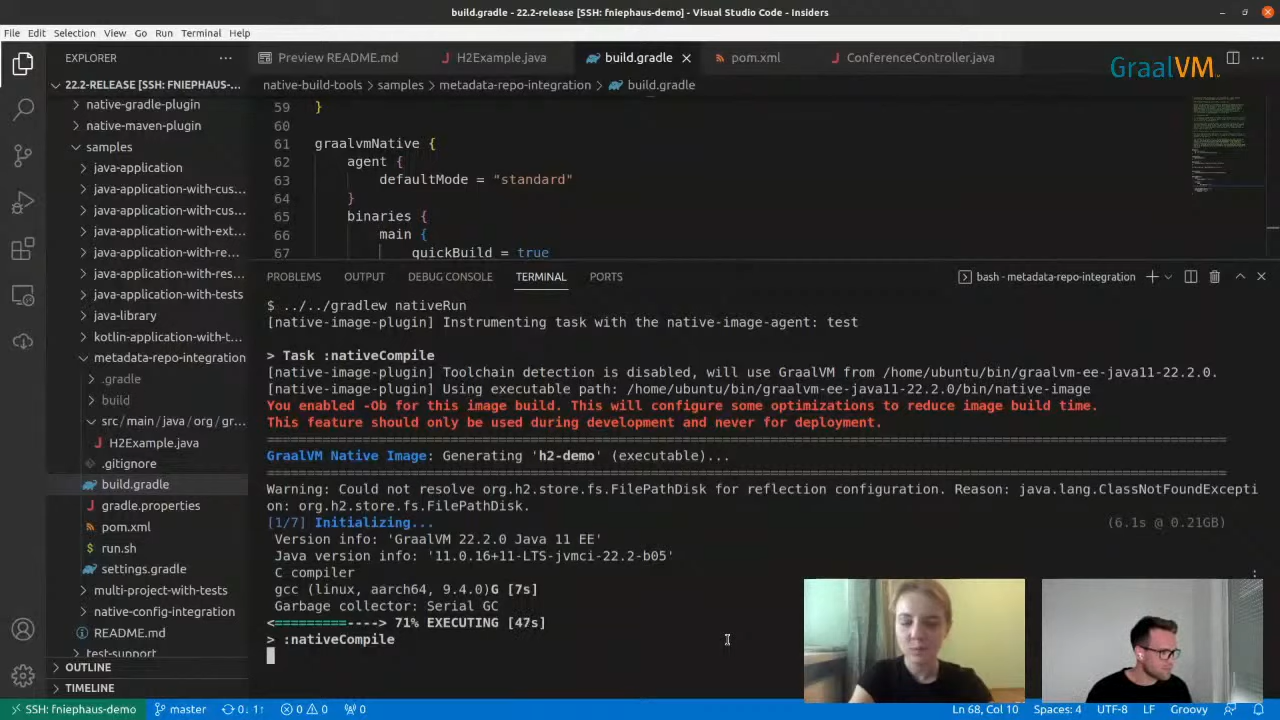 build.gradle - 22.2-release [SSH: fniephaus-demo] - Visual Studio Code - Insiders
File Edit Selection View Go Run Terminal Help
EXPLORER
22.2-RELEASE [SSH: FNIEPHAUS-...
native-gradle-plugin
native-maven-plugin
samples
java-application
java-application-with-cus...
java-application-with-cus...
java-application-with-ext...
java-application-with-re...
java-application-with-res...
java-application-with-tests
java-library
kotlin-application-with-t...
metadata-repo-integration
.gradle
build
src/main/java/org/gr...
H2Example.java
.gitignore
build.gradle
gradle.properties
pom.xml
run.sh
settings.gradle
multi-project-with-tests
native-config-integration
README.md
test-support
OUTLINE
TIMELINE
Preview README.md
H2Example.java
build.gradle
pom.xml
ConferenceController.java
GraalVM
native-build-tools > samples > metadata-repo-integration > build.gradle
59 }
60
61 graalvmNative {
62 agent {
63 defaultMode = "standard"
64 }
65 binaries {
66 main {
67 quickBuild = true
PROBLEMS OUTPUT DEBUG CONSOLE TERMINAL PORTS
bash - metadata-repo-integration
$ ../../gradlew nativeRun
[native-image-plugin] Instrumenting task with the native-image-agent: test
> Task :nativeCompile
[native-image-plugin] Toolchain detection is disabled, will use GraalVM from /home/ubuntu/bin/graalvm-ee-java11-22.2.0.
[native-image-plugin] Using executable path: /home/ubuntu/bin/graalvm-ee-java11-22.2.0/bin/native-image
You enabled -Ob for this image build. This will configure some optimizations to reduce image build time.
This feature should only be used during development and never for deployment.
GraalVM Native Image: Generating 'h2-demo' (executable)...
Warning: Could not resolve org.h2.store.fs.FilePathDisk for reflection configuration. Reason: java.lang.ClassNotFoundExcepti
on: org.h2.store.fs.FilePathDisk.
[1/7] Initializing... (6.1s @ 0.21GB)
Version info: 'GraalVM 22.2.0 Java 11 EE'
Java version info: '11.0.16+11-LTS-jvmci-22.2-b05'
C compiler
gcc (linux, aarch64, 9.4.0)G [7s]
Garbage collector: Serial GC
<=========----> 71% EXECUTING [47s]
> :nativeCompile
SSH: fniephaus-demo master 0↓ 1↑ 0 0 0 Ln 68, Col 10 Spaces: 4 UTF-8 LF Groovy